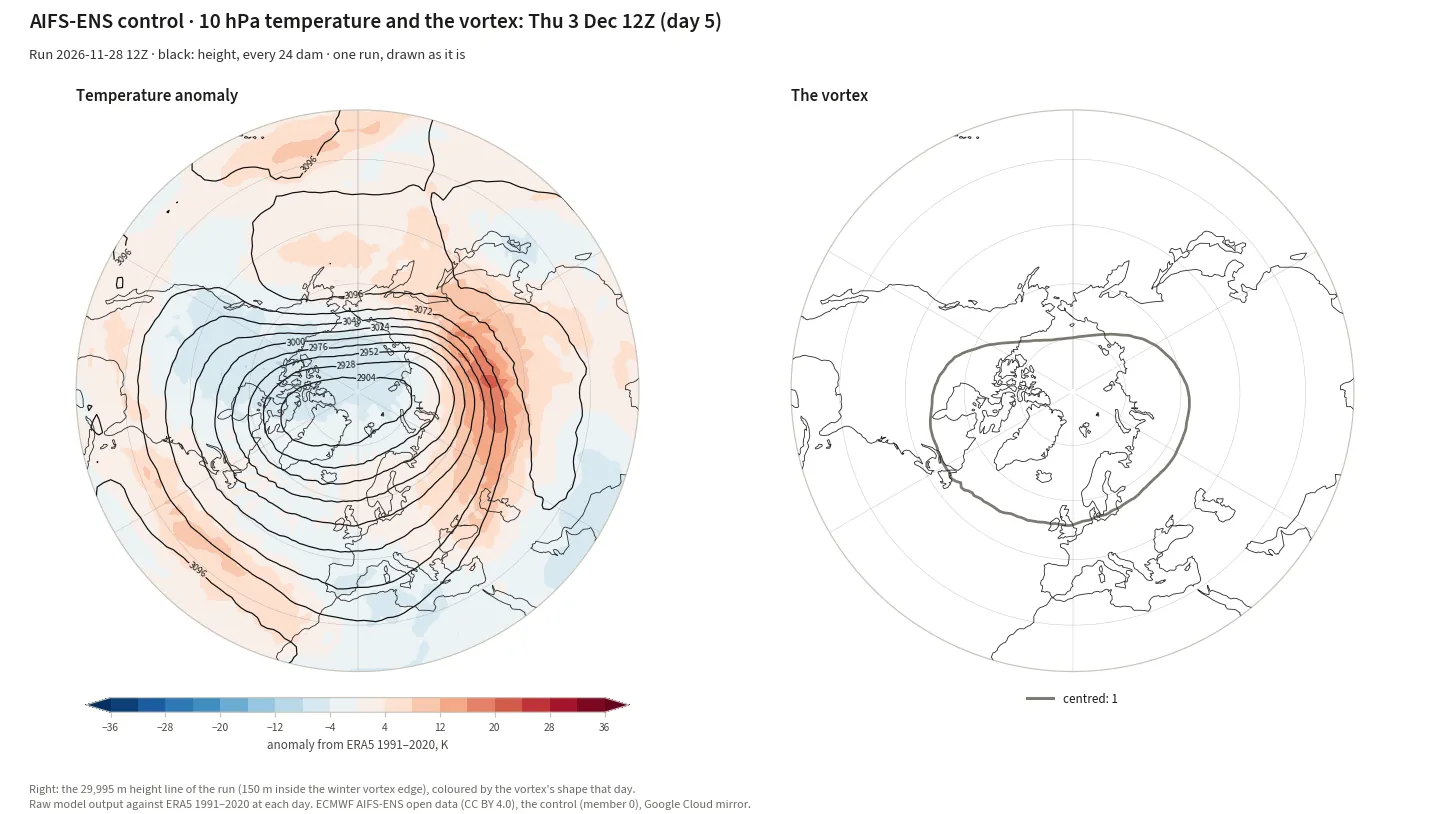 AIFS-ENS control · 10 hPa temperature and the vortex: Thu 3 Dec 12Z (day 5)
Run 2026-11-28 12Z · black: height, every 24 dam · one run, drawn as it is
Temperature anomaly
The vortex
3096
3096
3096
3072
3048
3024
3000
2976
2952
2928
2904
3096
−36
−28
−20
−12
−4
4
12
20
28
36
anomaly from ERA5 1991–2020, K
centred: 1
Right: the 29,995 m height line of the run (150 m inside the winter vortex edge), coloured by the vortex's shape that day.
Raw model output against ERA5 1991–2020 at each day. ECMWF AIFS-ENS open data (CC BY 4.0), the control (member 0), Google Cloud mirror.